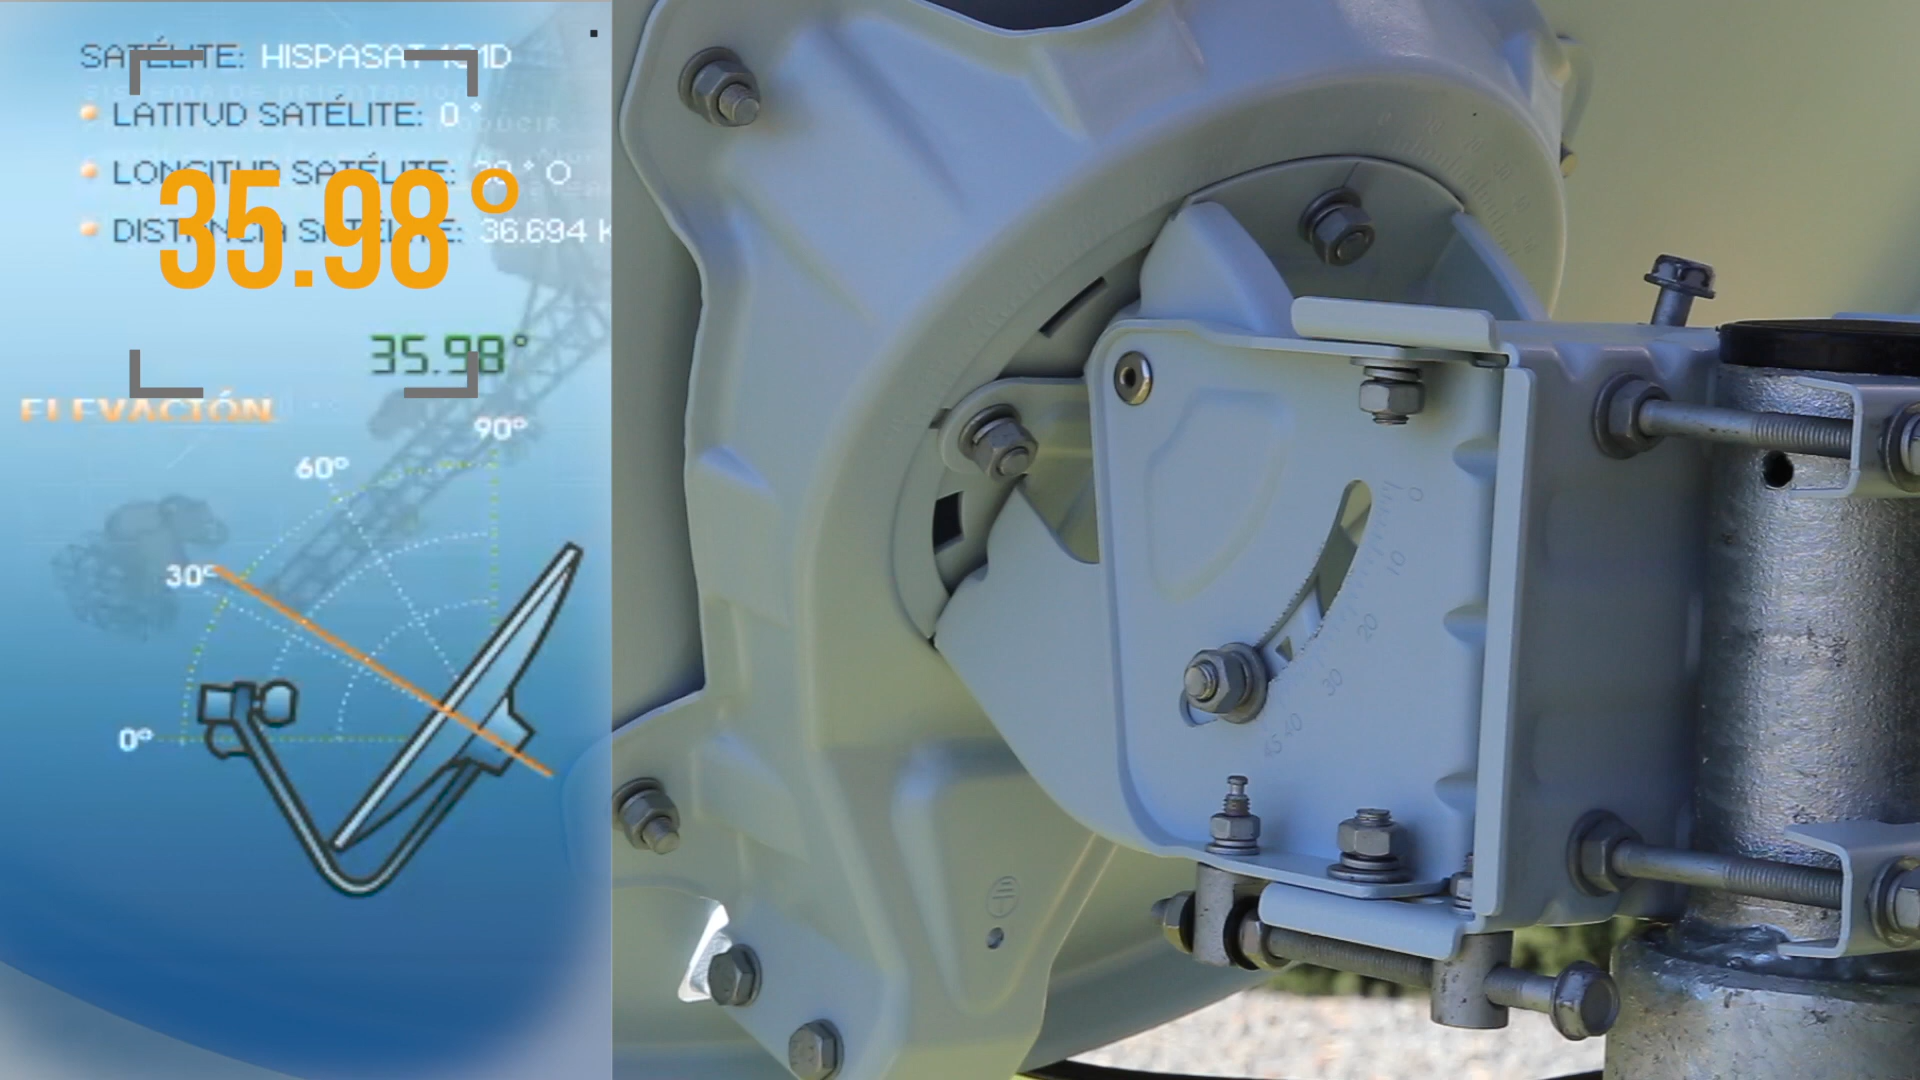 SATÉLITE: HISPASAT
LATITUD SATÉLITE: 0°
LONGITUD SATÉLITE: 30° O
DISTANCIA SATÉLITE: 36.694
35.98°
35.98°
ELEVACIÓN
90°
60°
30°
0°
0
10
20
30
40
45